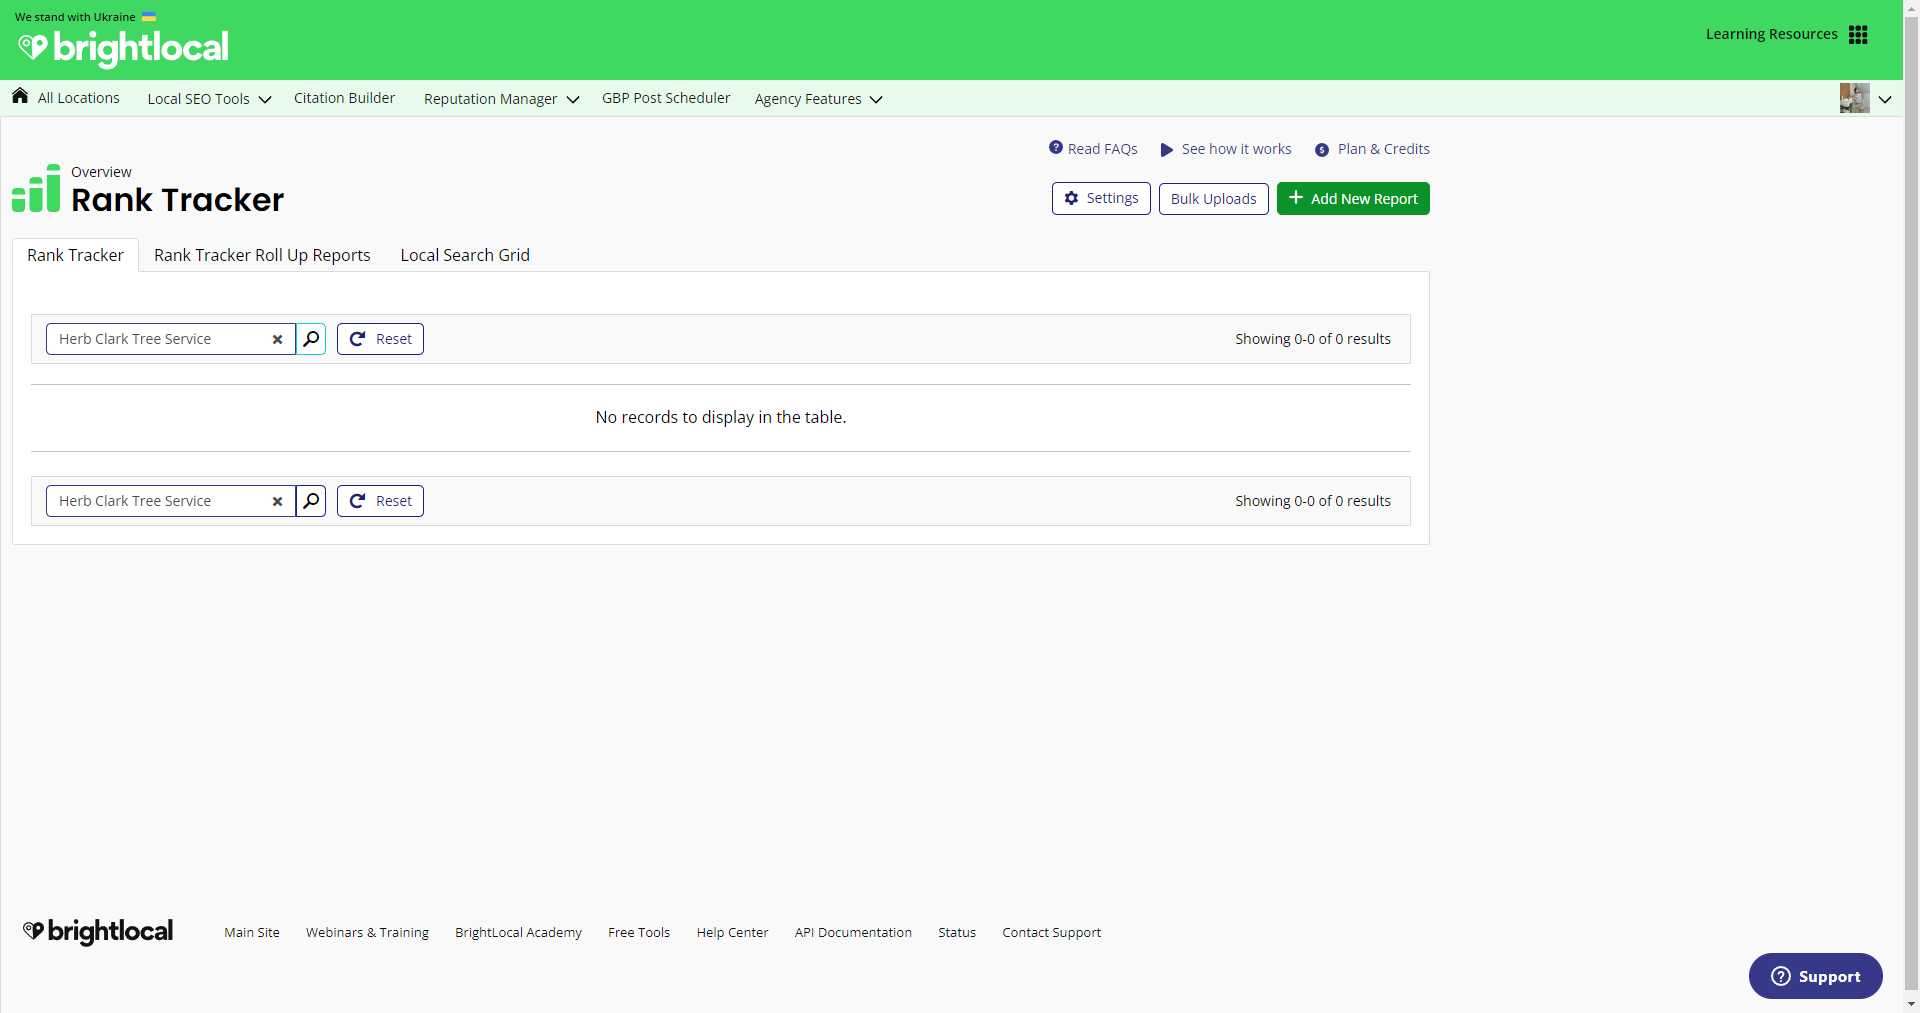 We stand with Ukraine
brightlocal
Learning Resources
All Locations
Local SEO Tools
Citation Builder
Reputation Manager
GBP Post Scheduler
Agency Features
Read FAQs
See how it works
Plan & Credits
Overview
Rank Tracker
Settings
Bulk Uploads
Add New Report
Rank Tracker
Rank Tracker Roll Up Reports
Local Search Grid
Herb Clark Tree Service
Reset
Showing 0-0 of 0 results
No records to display in the table.
Herb Clark Tree Service
Reset
Showing 0-0 of 0 results
brightlocal
Main Site
Webinars & Training
BrightLocal Academy
Free Tools
Help Center
API Documentation
Status
Contact Support
Support